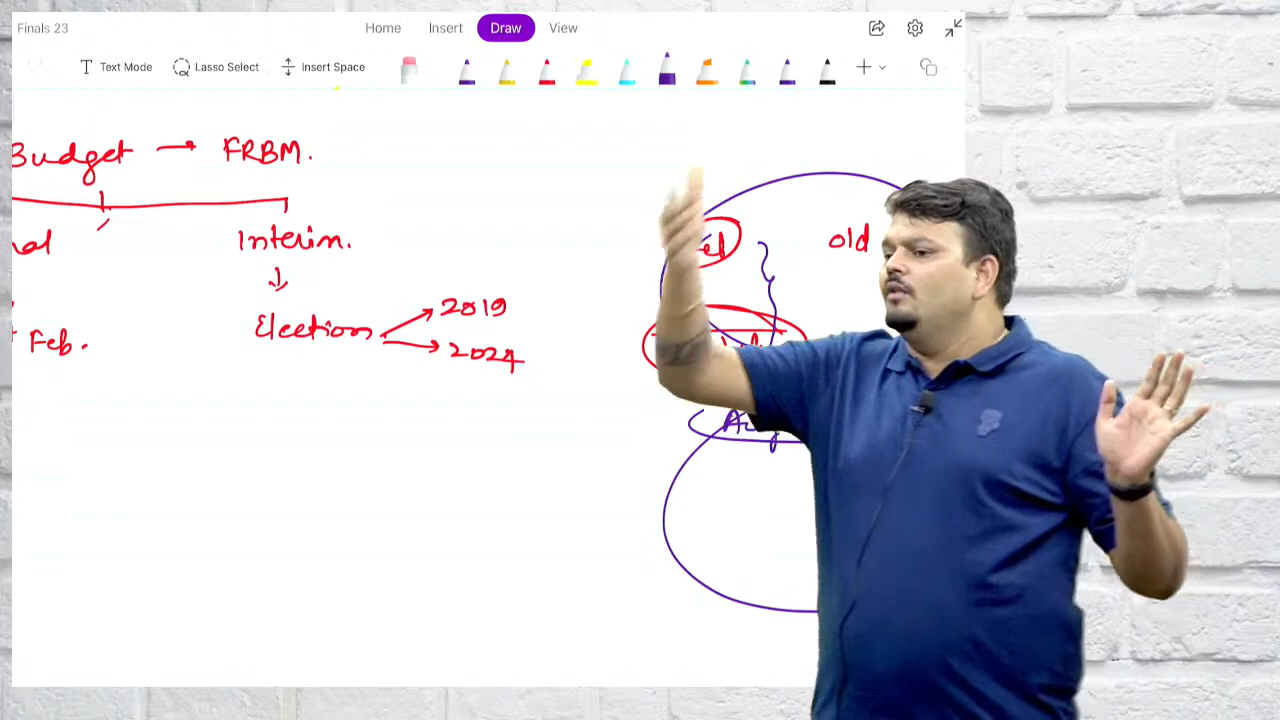 Finals 23
Home Insert Draw View
Text Mode Lasso Select Insert Space
Budget → FRBM.
Interim.
old
Feb.
Election
2019
2024